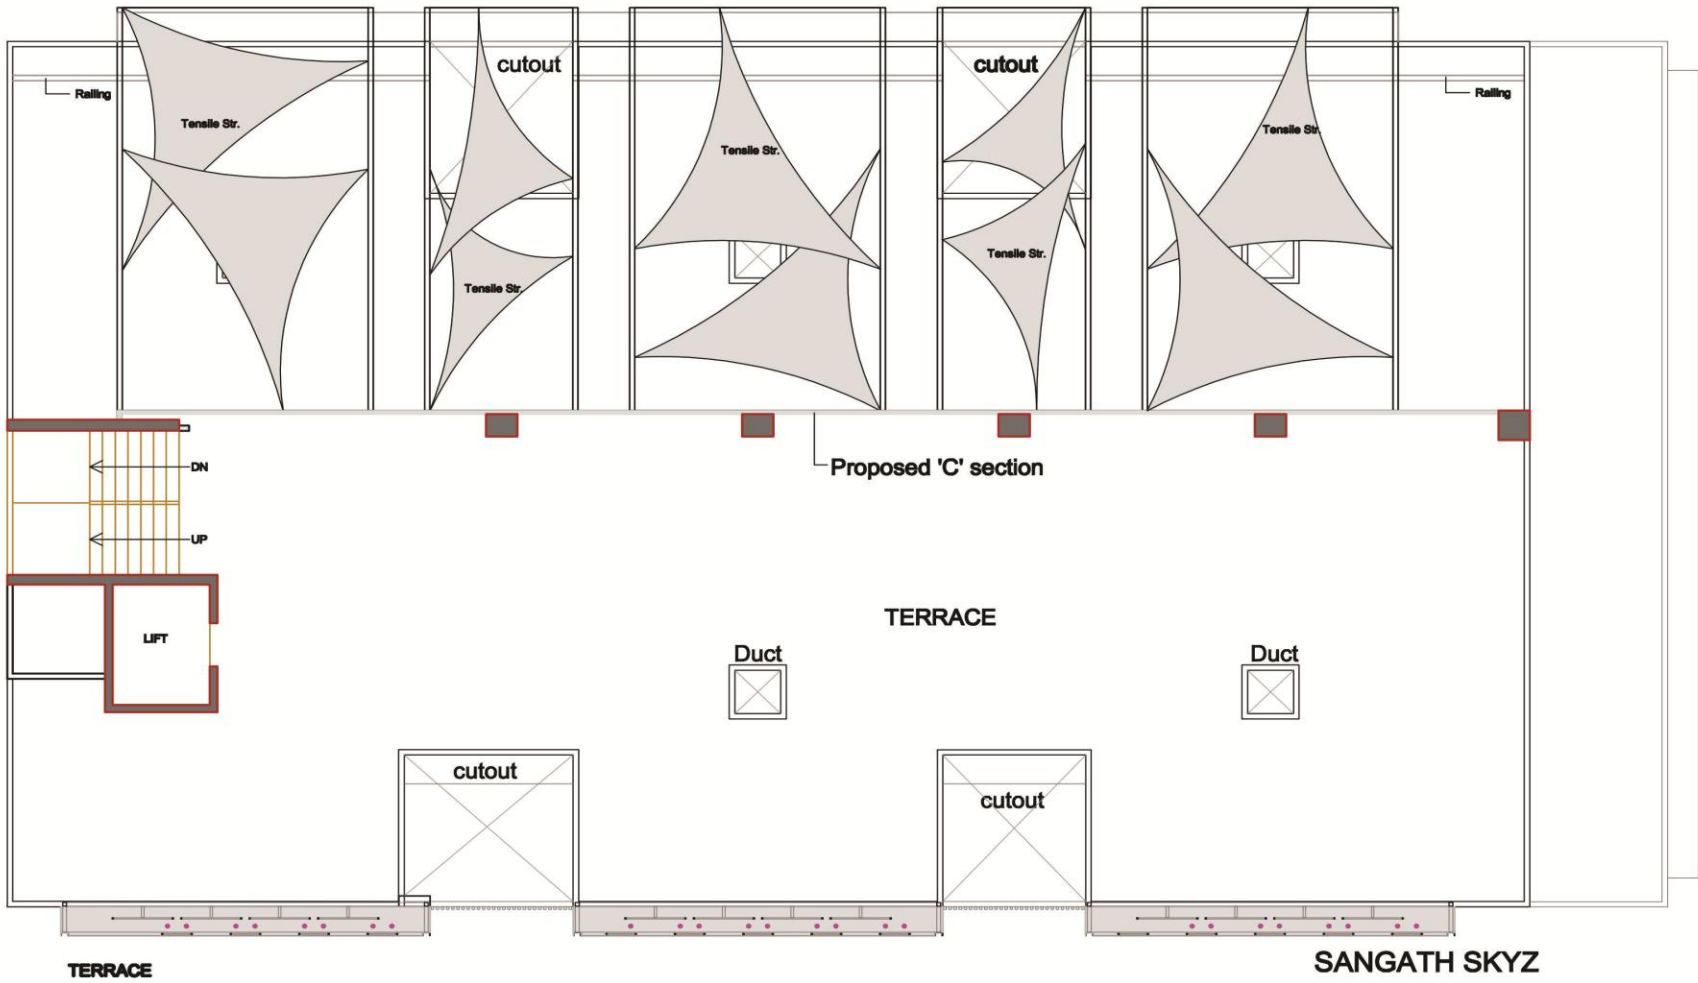 cutout
cutout
Railing
Railing
Tensile Str.
Tensile Str.
Tensile Str.
Tensile Str.
Tensile Str.
Proposed 'C' section
DN
UP
TERRACE
LIFT
Duct
Duct
cutout
cutout
SANGATH SKYZ
TERRACE